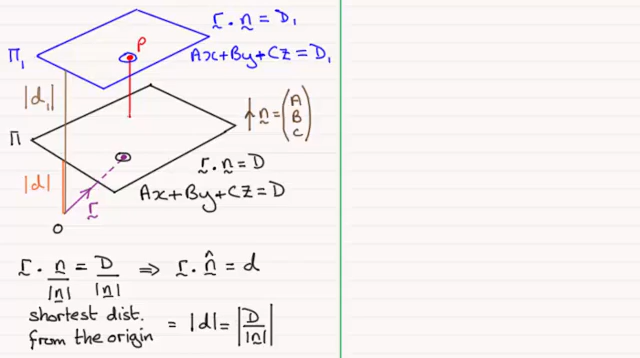 r · n = D₁
P
Π₁
Ax+By+Cz = D₁
|d₁|
n = (A B C)
Π
r · n = D
|d|
Ax+By+Cz = D
r
O
r · n/|n| = D/|n| ⇒ r · n̂ = d
shortest dist.
from the origin = |d| = |D/|n||